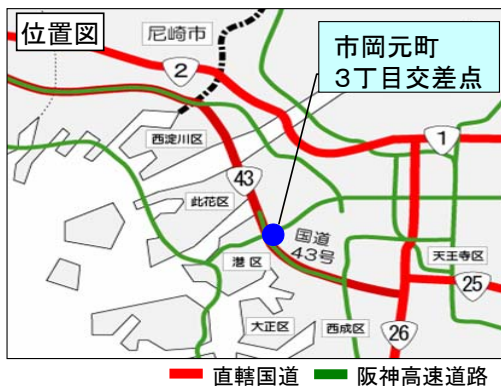 位置図
尼崎市
市岡元町
3丁目交差点
2
1
西淀川区
43
此花区
国道
43号
天王寺区
港区
25
大正区
西成区
26
直轄国道
阪神高速道路